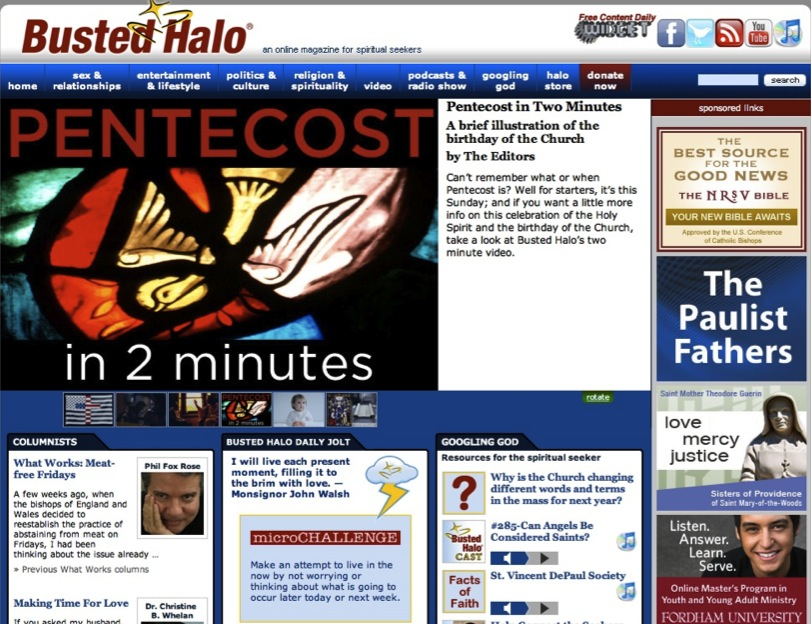 Busted Halo®
an online magazine for spiritual seekers
Free Content Daily
WIDGET
You
Tube
home
sex &
relationships
entertainment
& lifestyle
politics &
culture
religion &
spirituality
video
podcasts &
radio show
googling
god
halo
store
donate
now
search
PENTECOST
in 2 minutes
Pentecost in Two Minutes
A brief illustration of the
birthday of the Church
by The Editors
Can't remember what or when
Pentecost is? Well for starters, it's this
Sunday; and if you want a little more
info on this celebration of the Holy
Spirit and the birthday of the Church,
take a look at Busted Halo's two
minute video.
PENTECOST
in 2 minutes
rotate
sponsored links
THE
BEST SOURCE
FOR THE
GOOD NEWS
THE NRSV BIBLE
YOUR NEW BIBLE AWAITS
Approved by the U.S. Conference
of Catholic Bishops
The
Paulist
Fathers
Saint Mother Theodore Guerin
love
mercy
justice
Sisters of Providence
of Saint Mary-of-the-Woods
Listen.
Answer.
Learn.
Serve.
Online Master's Program in
Youth and Young Adult Ministry
FORDHAM UNIVERSITY
COLUMNISTS
What Works: Meat-
free Fridays
Phil Fox Rose
A few weeks ago, when
the bishops of England and
Wales decided to
reestablish the practice of
abstaining from meat on
Fridays, I had been
thinking about the issue already ...
» Previous What Works columns
Making Time For Love
Dr. Christine
B. Whelan
If you asked my husband
BUSTED HALO DAILY JOLT
I will live each present
moment, filling it to
the brim with love. —
Monsignor John Walsh
microCHALLENGE
Make an attempt to live in the
now by not worrying or
thinking about what is going to
occur later today or next week.
GOOGLING GOD
Resources for the spiritual seeker
?
Why is the Church changing
different words and terms
in the mass for next year?
Busted
Halo
CAST
#285-Can Angels Be
Considered Saints?
Facts
of
Faith
St. Vincent DePaul Society